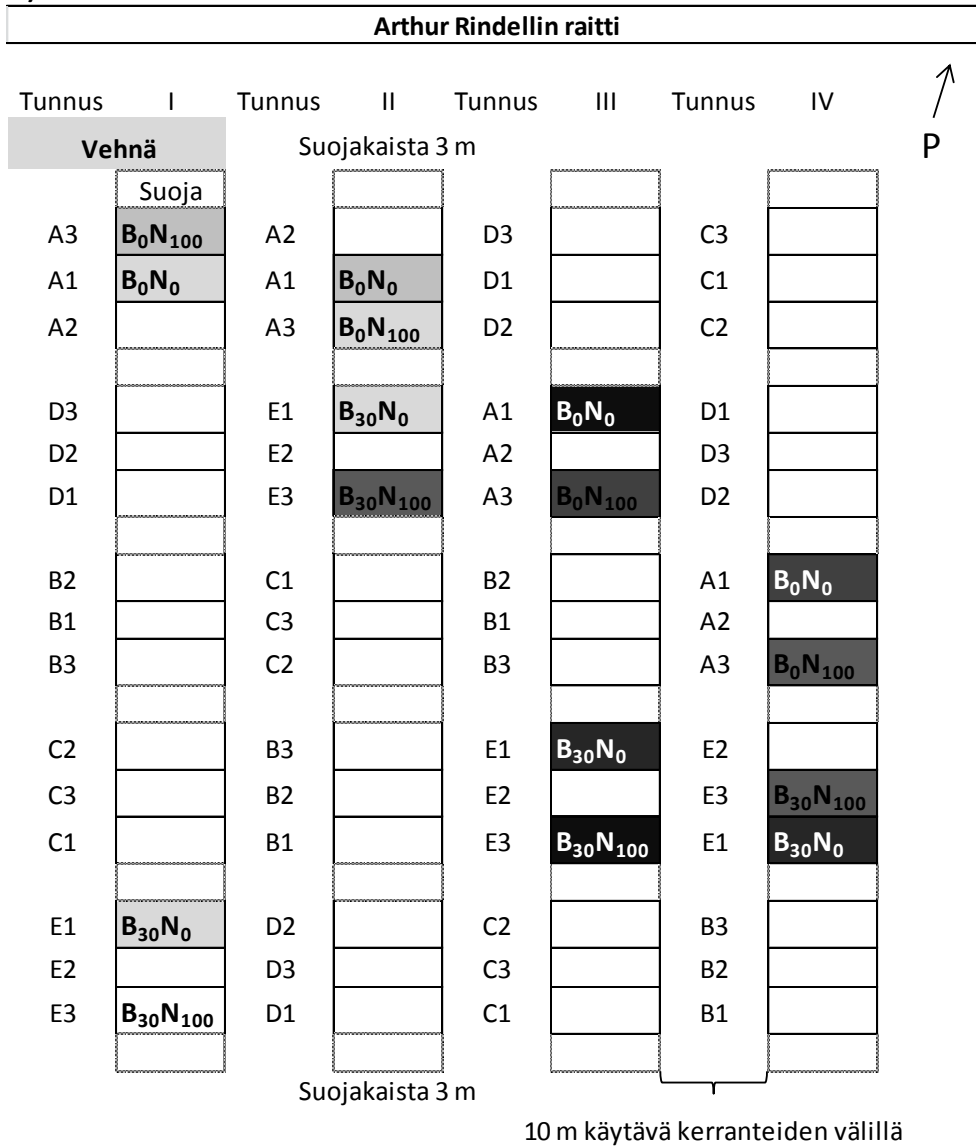 Arthur Rindellin raitti
Tunnus I Tunnus II Tunnus III Tunnus IV
P
Vehnä Suojakaista 3 m
Suoja
A3 B₀N₁₀₀ A2 D3 C3
A1 B₀N₀ A1 B₀N₀ D1 C1
A2 A3 B₀N₁₀₀ D2 C2
D3 E1 B₃₀N₀ A1 B₀N₀ D1
D2 E2 A2 D3
D1 E3 B₃₀N₁₀₀ A3 B₀N₁₀₀ D2
B2 C1 B2 A1 B₀N₀
B1 C3 B1 A2
B3 C2 B3 A3 B₀N₁₀₀
C2 B3 E1 B₃₀N₀ E2
C3 B2 E2 E3 B₃₀N₁₀₀
C1 B1 E3 B₃₀N₁₀₀ E1 B₃₀N₀
E1 B₃₀N₀ D2 C2 B3
E2 D3 C3 B2
E3 B₃₀N₁₀₀ D1 C1 B1
Suojakaista 3 m
10 m käytävä kerranteiden välillä